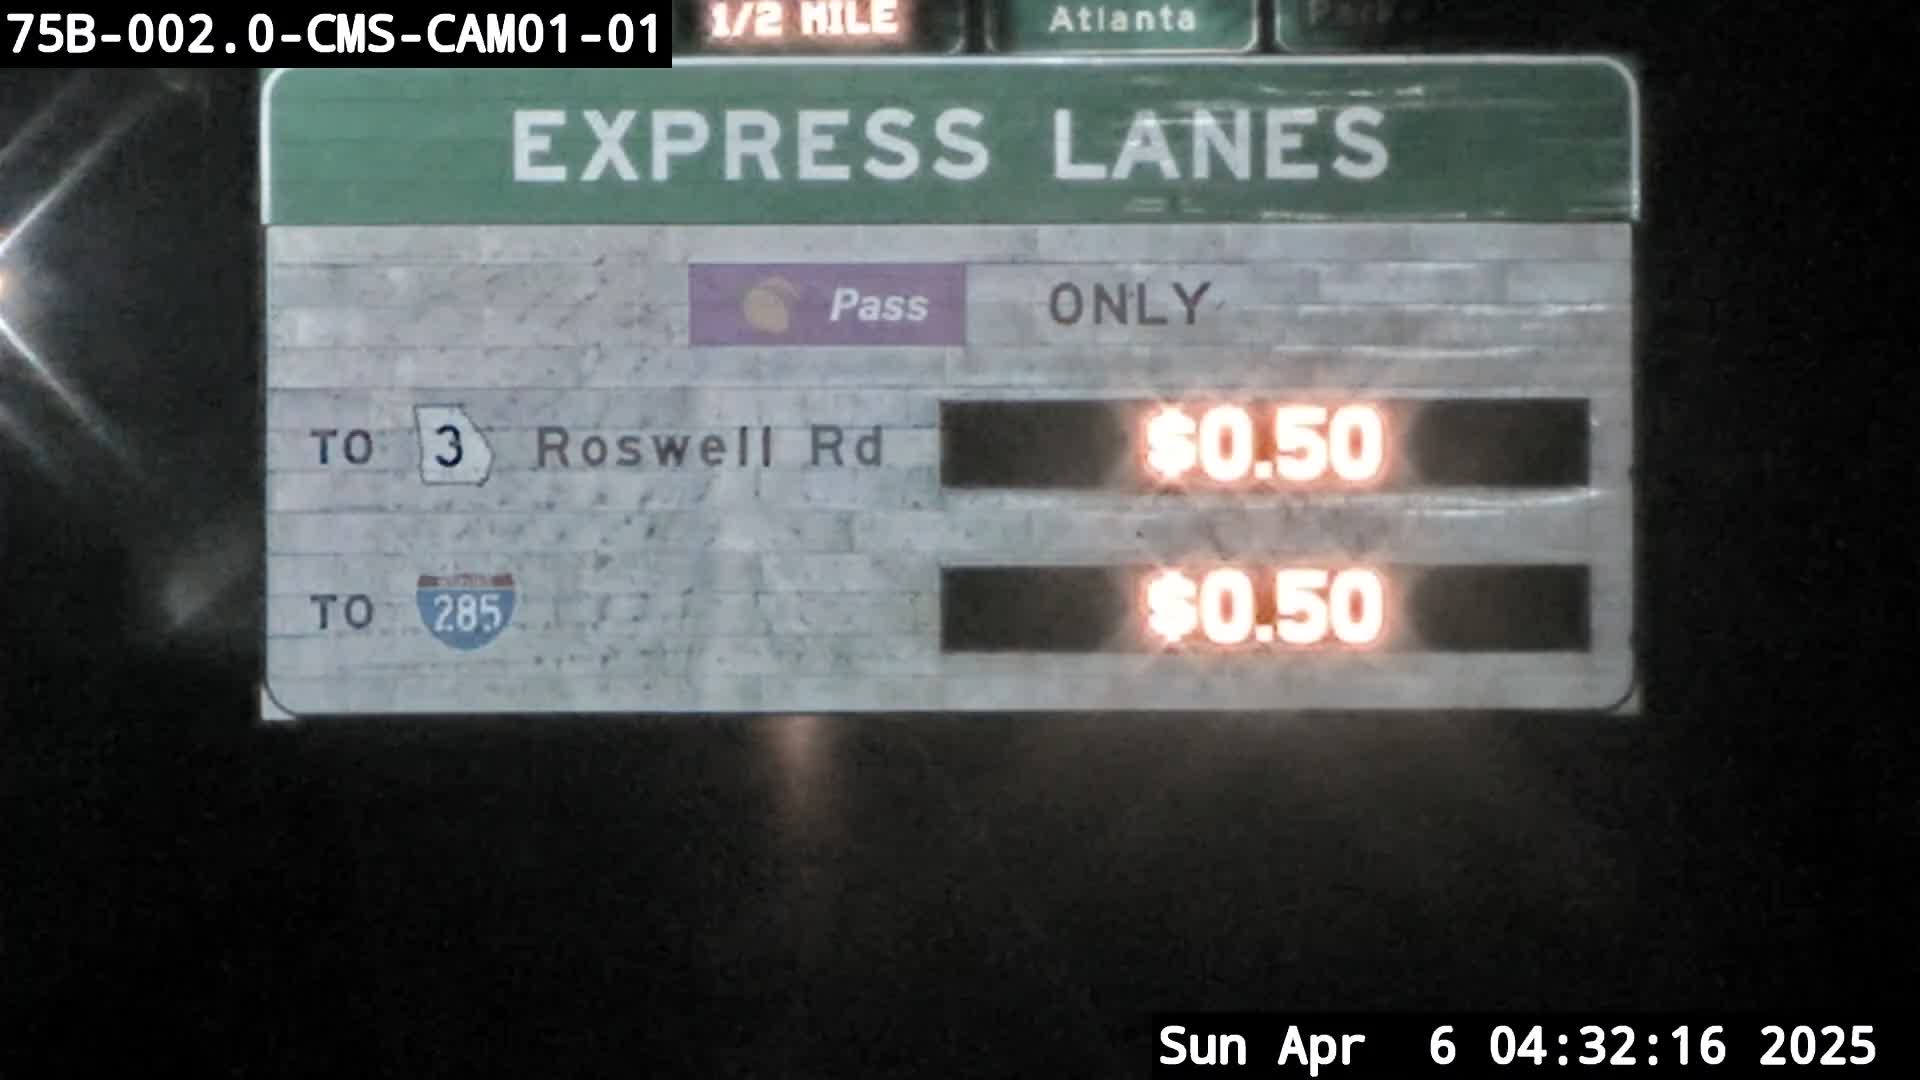 75B-002.0-CMS-CAM01-01
1/2 MILE
Atlanta
Park
EXPRESS LANES
Pass ONLY
TO 3 Roswell Rd $0.50
TO 285 $0.50
Sun Apr 6 04:32:16 2025